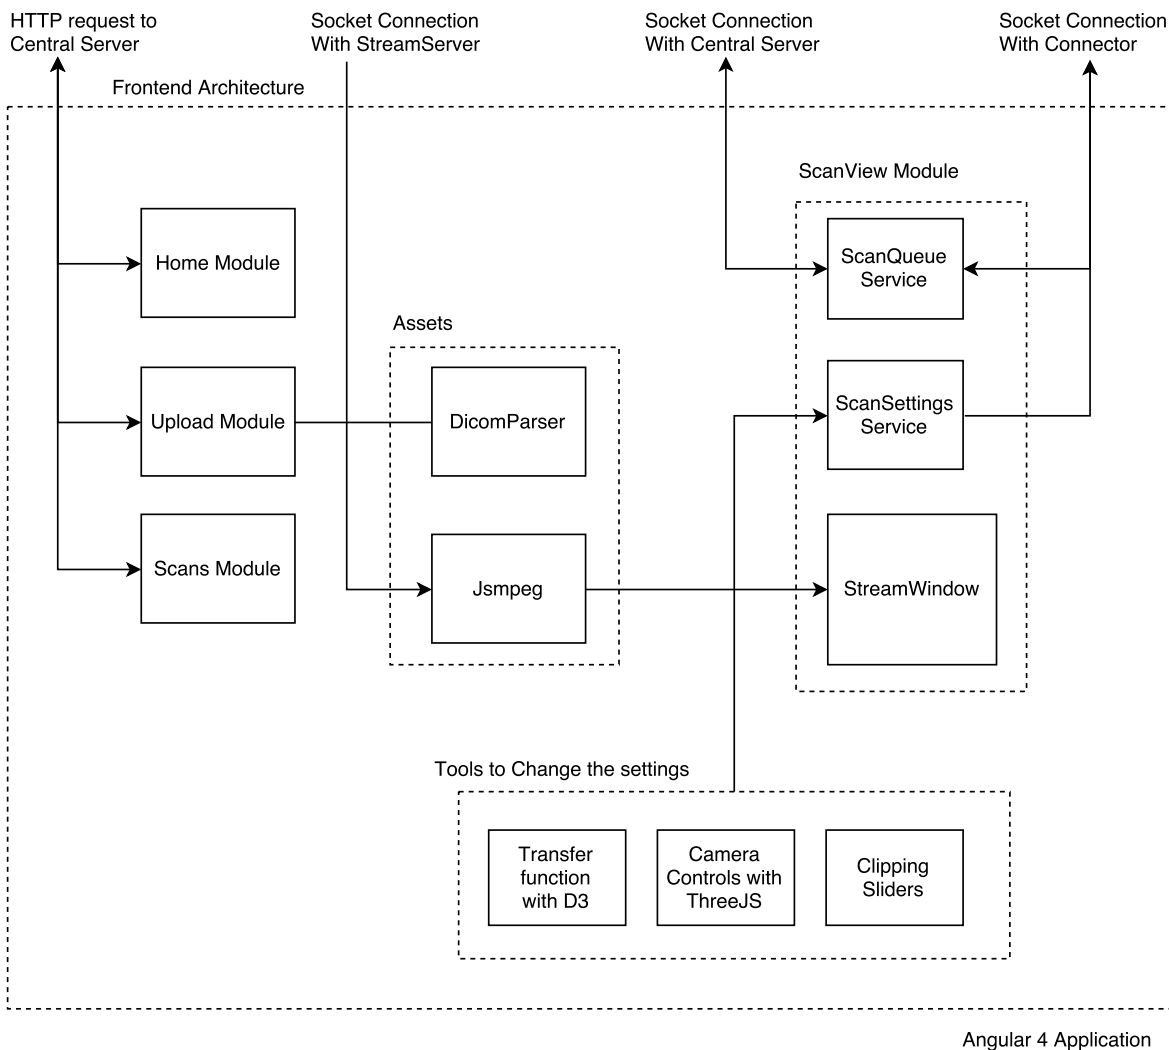 HTTP request to
Central Server
Socket Connection
With StreamServer
Socket Connection
With Central Server
Socket Connection
With Connector
Frontend Architecture
ScanView Module
Home Module
ScanQueue
Service
Assets
Upload Module
DicomParser
ScanSettings
Service
Scans Module
Jsmpeg
StreamWindow
Tools to Change the settings
Transfer
function
with D3
Camera
Controls with
ThreeJS
Clipping
Sliders
Angular 4 Application